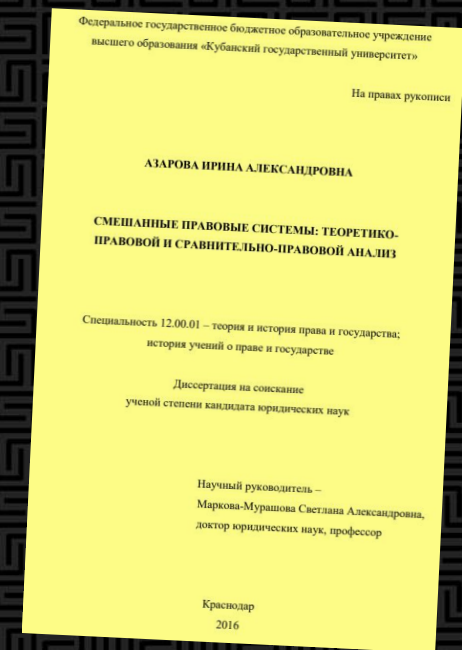 Федеральное государственное бюджетное образовательное учреждение
высшего образования «Кубанский государственный университет»
На правах рукописи
АЗАРОВА ИРИНА АЛЕКСАНДРОВНА
СМЕШАННЫЕ ПРАВОВЫЕ СИСТЕМЫ: ТЕОРЕТИКО-
ПРАВОВОЙ И СРАВНИТЕЛЬНО-ПРАВОВОЙ АНАЛИЗ
Специальность 12.00.01 – теория и история права и государства;
история учений о праве и государстве
Диссертация на соискание
ученой степени кандидата юридических наук
Научный руководитель –
Маркова-Мурашова Светлана Александровна,
доктор юридических наук, профессор
Краснодар
2016